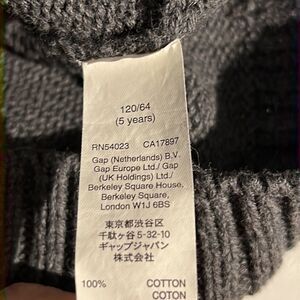 120/64
(5 years)
RN54023 CA17897
Gap (Netherlands) B.V.
Gap Europe Ltd./ Gap
(UK Holdings) Ltd./
Berkeley Square House,
Berkeley Square,
London W1J 6BS
東京都渋谷区
千駄ヶ谷5-32-10
ギャップジャパン
株式会社
100% COTTON
COTON